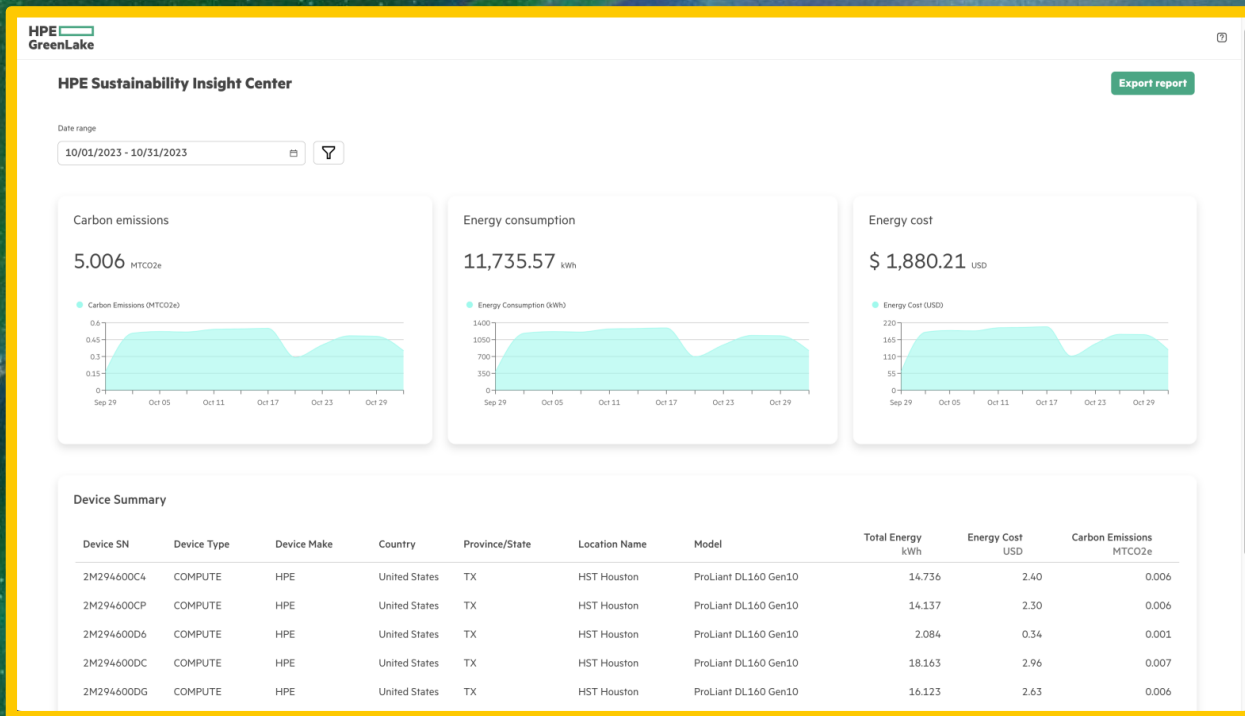 HPE
GreenLake
HPE Sustainability Insight Center
Export report
Date range
10/01/2023 - 10/31/2023
Carbon emissions
5.006 MTCO2e
Carbon Emissions (MTCO2e)
0.6
0.45
0.3
0.15
0
Sep 29 Oct 05 Oct 11 Oct 17 Oct 23 Oct 29
Energy consumption
11,735.57 kWh
Energy Consumption (kWh)
1400
1050
700
350
0
Sep 29 Oct 05 Oct 11 Oct 17 Oct 23 Oct 29
Energy cost
$ 1,880.21 USD
Energy Cost (USD)
220
165
110
55
0
Sep 29 Oct 05 Oct 11 Oct 17 Oct 23 Oct 29
Device Summary
Device SN Device Type Device Make Country Province/State Location Name Model Total Energy Energy Cost Carbon Emissions
kWh USD MTCO2e
2M294600C4 COMPUTE HPE United States TX HST Houston ProLiant DL160 Gen10 14.736 2.40 0.006
2M294600CP COMPUTE HPE United States TX HST Houston ProLiant DL160 Gen10 14.137 2.30 0.006
2M294600D6 COMPUTE HPE United States TX HST Houston ProLiant DL160 Gen10 2.084 0.34 0.001
2M294600DC COMPUTE HPE United States TX HST Houston ProLiant DL160 Gen10 18.163 2.96 0.007
2M294600DG COMPUTE HPE United States TX HST Houston ProLiant DL160 Gen10 16.123 2.63 0.006